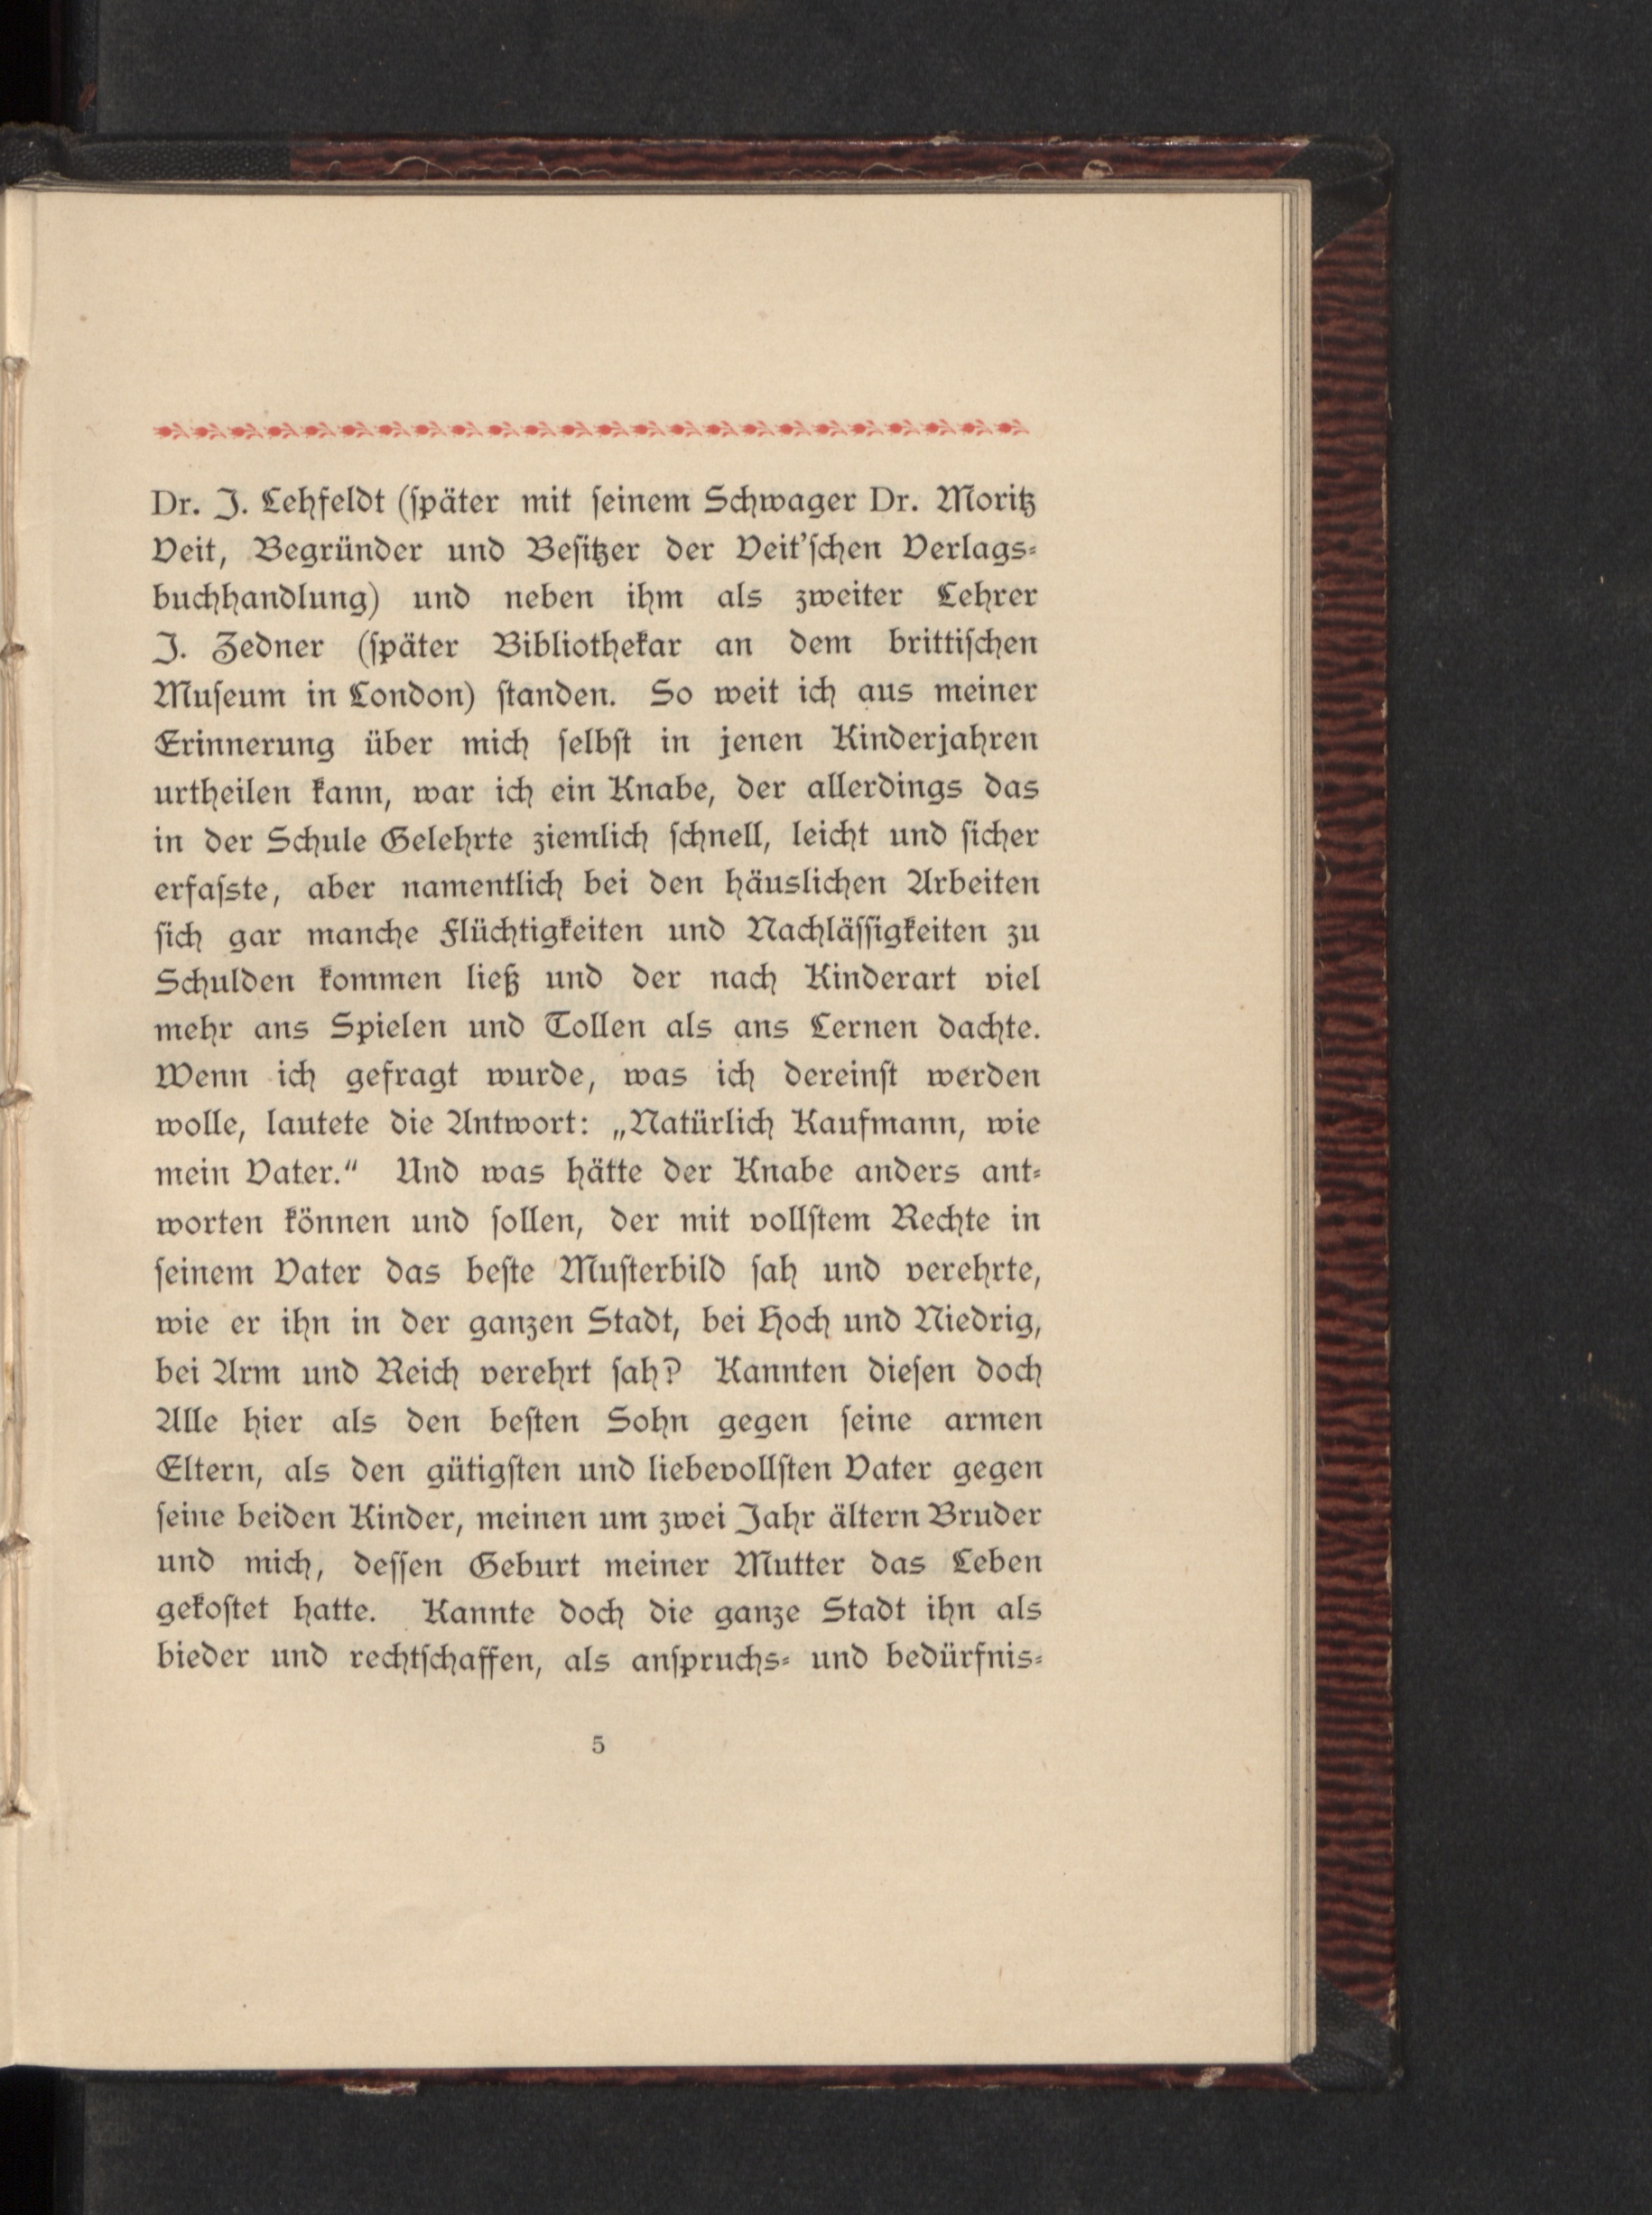 Dr. J. Lehfeldt (ſpäter mit ſeinem Schwager Dr. Moritz
Veit, Begründer und Beſitzer der Veit’ſchen Verlags⸗
buchhandlung) und neben ihm als zweiter Lehrer
J. Zedner (ſpäter Bibliothekar an dem brittiſchen
Muſeum in London) ſtanden. So weit ich aus meiner
Erinnerung über mich ſelbſt in jenen Kinderjahren
urtheilen kann, war ich ein Knabe, der allerdings das
in der Schule Gelehrte ziemlich ſchnell, leicht und ſicher
erfaſste, aber namentlich bei den häuslichen Arbeiten
ſich gar manche Flüchtigkeiten und Nachläſſigkeiten zu
Schulden kommen ließ und der nach Kinderart viel
mehr ans Spielen und Tollen als ans Lernen dachte.
Wenn ich gefragt wurde, was ich dereinſt werden
wolle, lautete die Antwort: „Natürlich Kaufmann, wie
mein Vater.“ Und was hätte der Knabe anders ant⸗
worten können und ſollen, der mit vollſtem Rechte in
ſeinem Vater das beſte Muſterbild ſah und verehrte,
wie er ihn in der ganzen Stadt, bei Hoch und Niedrig,
bei Arm und Reich verehrt ſah? Kannten dieſen doch
Alle hier als den beſten Sohn gegen ſeine armen
Eltern, als den gütigſten und liebevollſten Vater gegen
ſeine beiden Kinder, meinen um zwei Jahr ältern Bruder
und mich, deſſen Geburt meiner Mutter das Leben
gekoſtet hatte. Kannte doch die ganze Stadt ihn als
bieder und rechtſchaffen, als anſpruchs⸗ und bedürfnis⸗
5